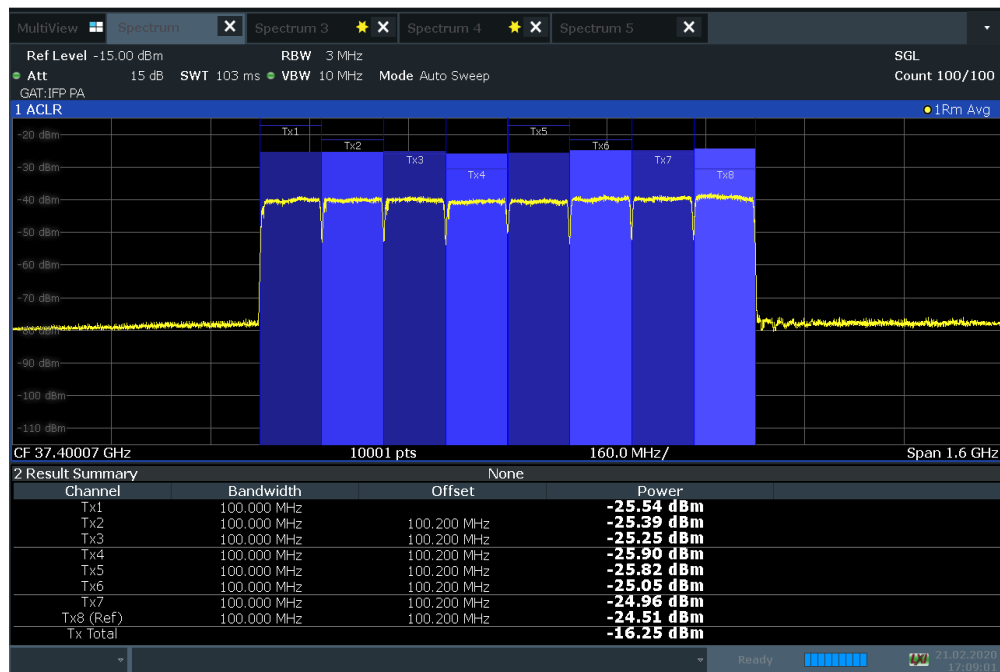 MultiView Spectrum Spectrum 3 Spectrum 4 Spectrum 5
Ref Level -15.00 dBm RBW 3 MHz SGL
Att 15 dB SWT 103 ms VBW 10 MHz Mode Auto Sweep Count 100/100
GAT:IFP PA
1 ACLR 1Rm Avg
Tx1 Tx5
-20 dBm
Tx2 Tx6
Tx3 Tx7
-30 dBm
Tx4 Tx8
-40 dBm
-50 dBm
-60 dBm
-70 dBm
-80 dBm
-90 dBm
-100 dBm
-110 dBm
CF 37.40007 GHz 10001 pts 160.0 MHz/ Span 1.6 GHz
2 Result Summary None
Channel Bandwidth Offset Power
Tx1 100.000 MHz -25.54 dBm
Tx2 100.000 MHz 100.200 MHz -25.39 dBm
Tx3 100.000 MHz 100.200 MHz -25.25 dBm
Tx4 100.000 MHz 100.200 MHz -25.90 dBm
Tx5 100.000 MHz 100.200 MHz -25.82 dBm
Tx6 100.000 MHz 100.200 MHz -25.05 dBm
Tx7 100.000 MHz 100.200 MHz -24.96 dBm
Tx8 (Ref) 100.000 MHz 100.200 MHz -24.51 dBm
Tx Total -16.25 dBm
Ready LXI 21.02.2020
17:09:01